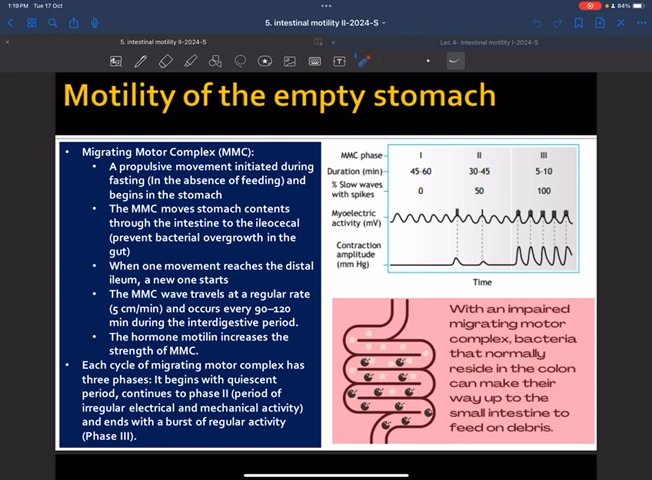 1:19 PM Tue 17 Oct
84%
5. intestinal motility II-2024-S
5. intestinal motility II-2024-S
Lec.4- Intestinal motility I-2024-S
Motility of the empty stomach
• Migrating Motor Complex (MMC):
• A propulsive movement initiated during
fasting (In the absence of feeding) and
begins in the stomach
• The MMC moves stomach contents
through the intestine to the ileocecal
(prevent bacterial overgrowth in the
gut)
• When one movement reaches the distal
ileum, a new one starts
• The MMC wave travels at a regular rate
(5 cm/min) and occurs every 90–120
min during the interdigestive period.
• The hormone motilin increases the
strength of MMC.
• Each cycle of migrating motor complex has
three phases: It begins with quiescent
period, continues to phase II (period of
irregular electrical and mechanical activity)
and ends with a burst of regular activity
(Phase III).
MMC phase I II III
Duration (min) 45-60 30-45 5-10
% Slow waves
with spikes 0 50 100
Myoelectric
activity (mV)
Contraction
amplitude
(mm Hg)
Time
With an impaired
migrating motor
complex, bacteria
that normally
reside in the colon
can make their
way up to the
small intestine to
feed on debris.